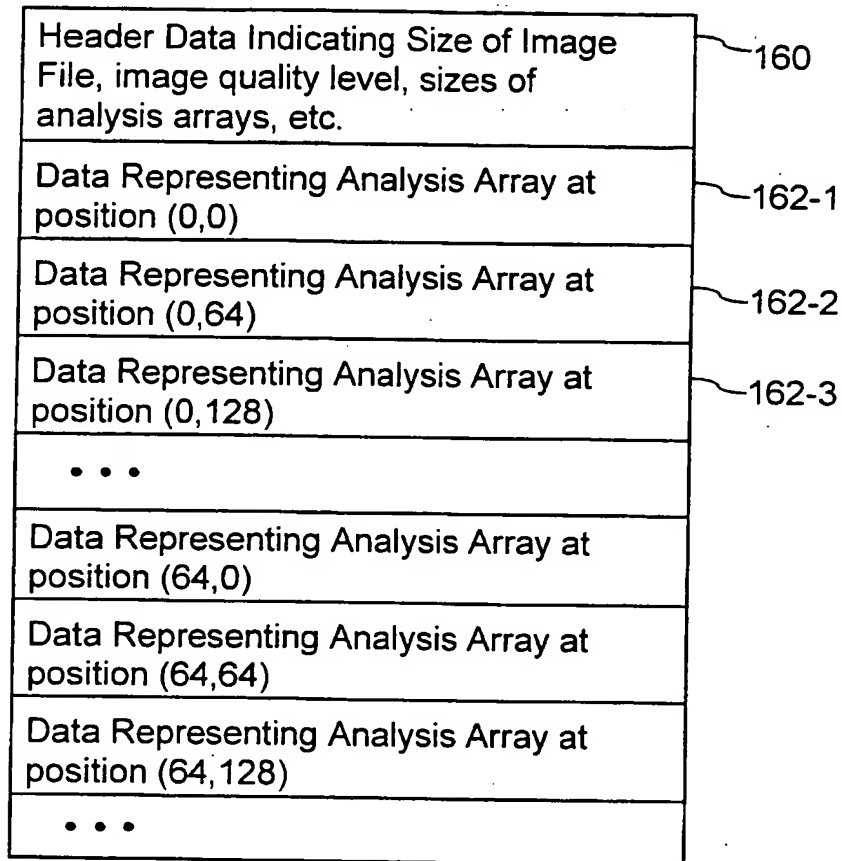 Header Data Indicating Size of Image
File, image quality level, sizes of
analysis arrays, etc.
160
Data Representing Analysis Array at
position (0,0)
162-1
Data Representing Analysis Array at
position (0,64)
162-2
Data Representing Analysis Array at
position (0,128)
162-3
• • •
Data Representing Analysis Array at
position (64,0)
Data Representing Analysis Array at
position (64,64)
Data Representing Analysis Array at
position (64,128)
• • •